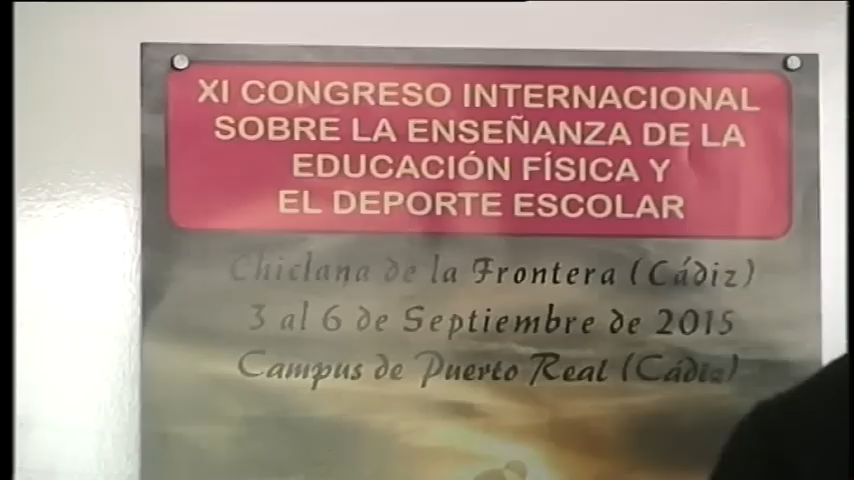 XI CONGRESO INTERNACIONAL
SOBRE LA ENSEÑANZA DE LA
EDUCACIÓN FÍSICA Y
EL DEPORTE ESCOLAR
Chiclana de la Frontera (Cádiz)
3 al 6 de Septiembre de 2015
Campus de Puerto Real (Cádiz)